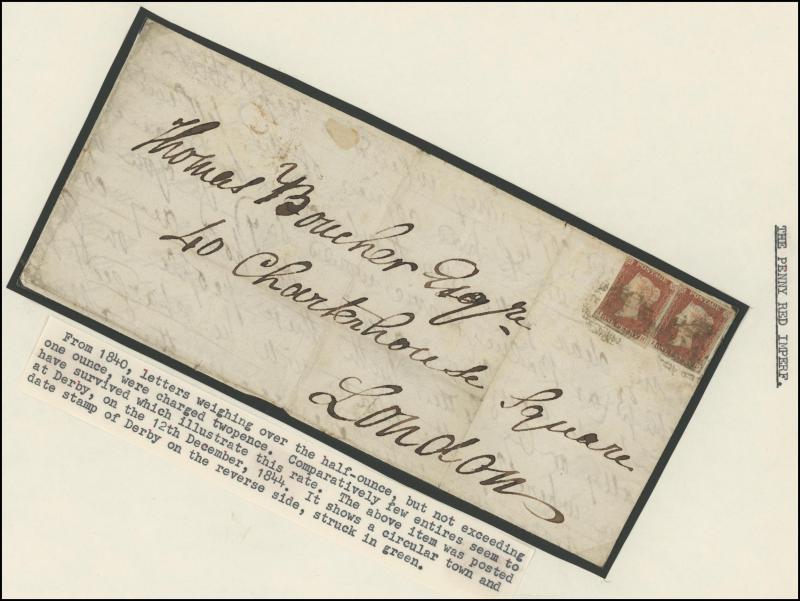 THE PENNY RED IMPERF.
Thomas Boucher Esqre
40 Charterhouse Square
London
From 1840, letters weighing over the half-ounce, but not exceeding
one ounce, were charged twopence. Comparatively few entires seem to
have survived which illustrate this rate. The above item was posted
at Derby, on the 12th December, 1844. It shows a circular town and
date stamp of Derby on the reverse side, struck in green.